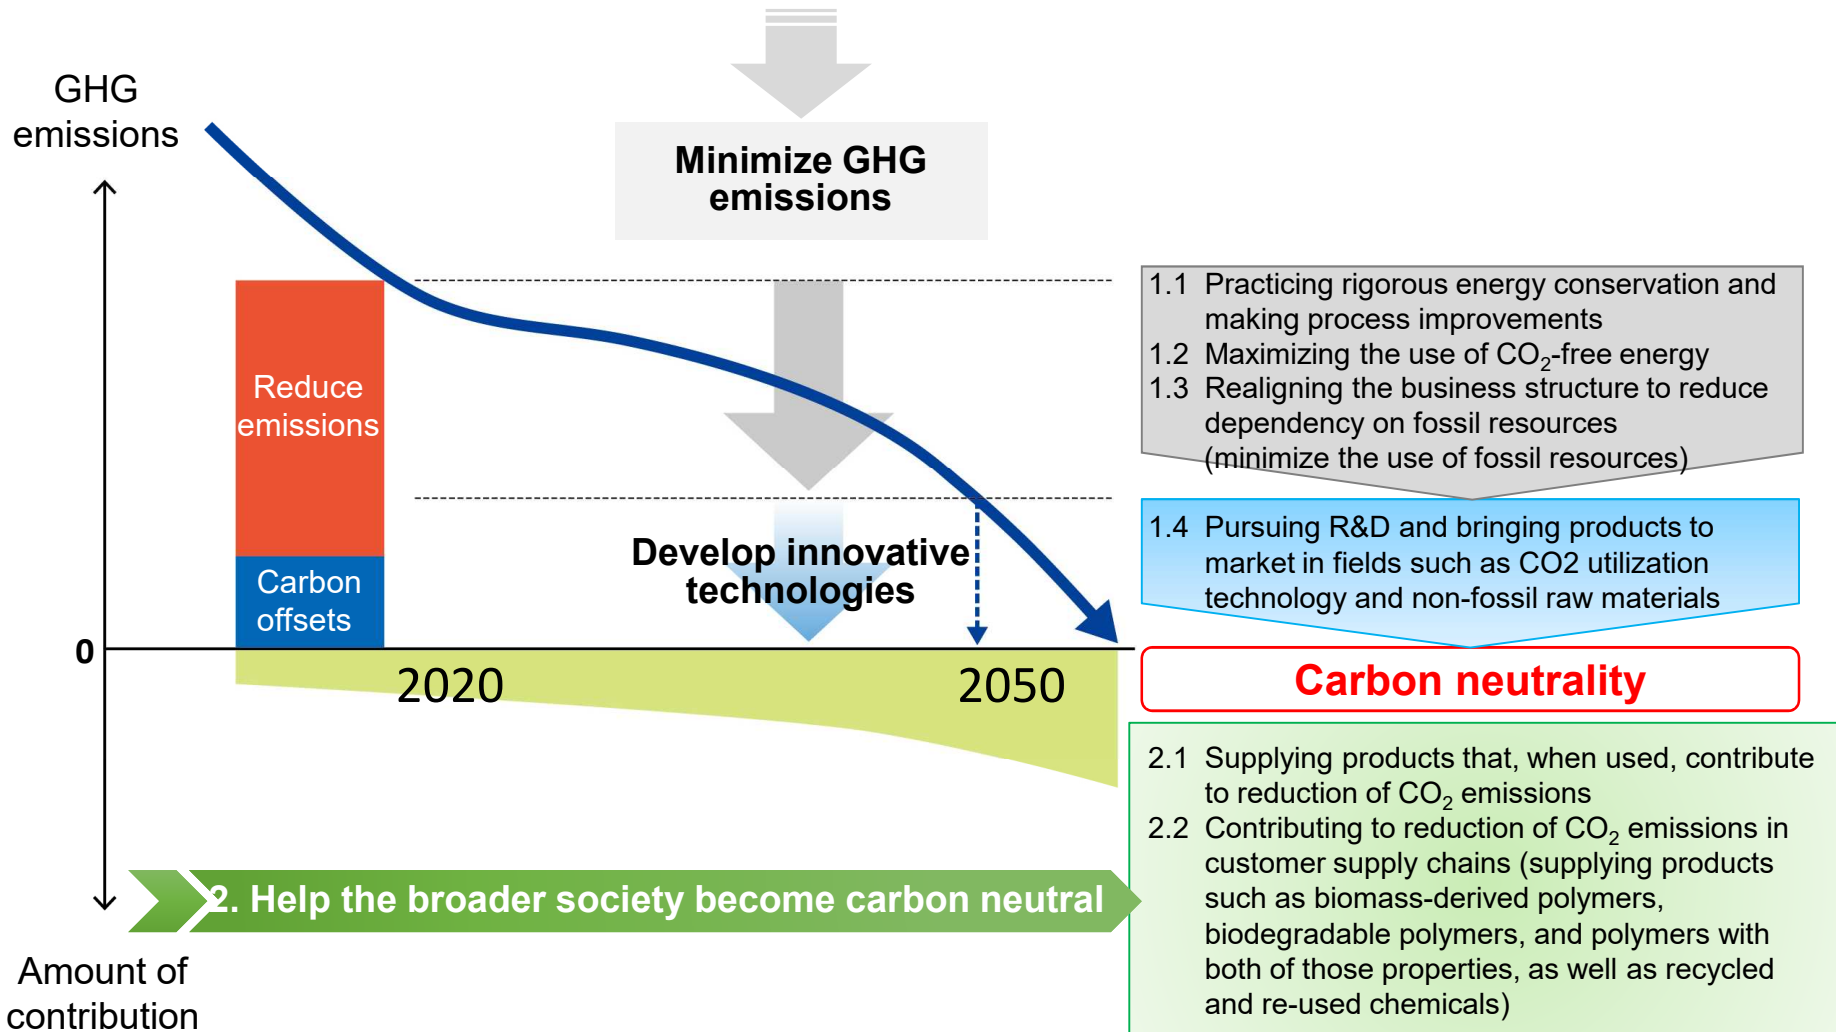 GHG
emissions
Minimize GHG
emissions
Reduce
emissions
Carbon
offsets
Develop innovative
technologies
0
2020
2050
1.1 Practicing rigorous energy conservation and
making process improvements
1.2 Maximizing the use of CO₂-free energy
1.3 Realigning the business structure to reduce
dependency on fossil resources
(minimize the use of fossil resources)
1.4 Pursuing R&D and bringing products to
market in fields such as CO2 utilization
technology and non-fossil raw materials
Carbon neutrality
2.1 Supplying products that, when used, contribute
to reduction of CO₂ emissions
2.2 Contributing to reduction of CO₂ emissions in
customer supply chains (supplying products
such as biomass-derived polymers,
biodegradable polymers, and polymers with
both of those properties, as well as recycled
and re-used chemicals)
2. Help the broader society become carbon neutral
Amount of
contribution